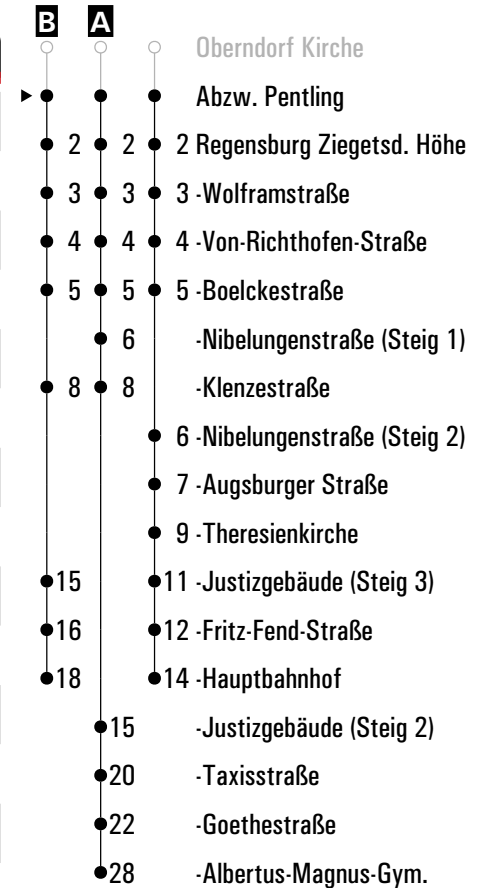 B A
Oberndorf Kirche
Abzw. Pentling
2 2 2 Regensburg Ziegetsd. Höhe
3 3 3 -Wolframstraße
4 4 4 -Von-Richthofen-Straße
5 5 5 -Boelckestraße
6 -Nibelungenstraße (Steig 1)
8 8 -Klenzestraße
6 -Nibelungenstraße (Steig 2)
7 -Augsburger Straße
9 -Theresienkirche
15 11 -Justizgebäude (Steig 3)
16 12 -Fritz-Fend-Straße
18 14 -Hauptbahnhof
15 -Justizgebäude (Steig 2)
20 -Taxisstraße
22 -Goethestraße
28 -Albertus-Magnus-Gym.